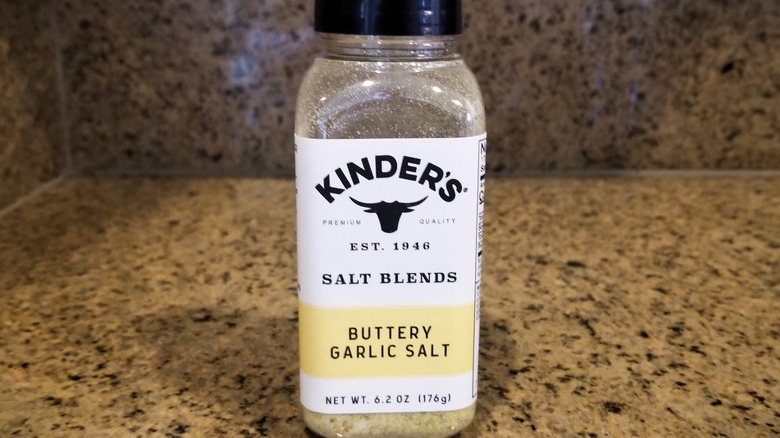 KINDER'S®
PREMIUM QUALITY
EST. 1946
SALT BLENDS
BUTTERY
GARLIC SALT
NET WT. 6.2 OZ (176g)